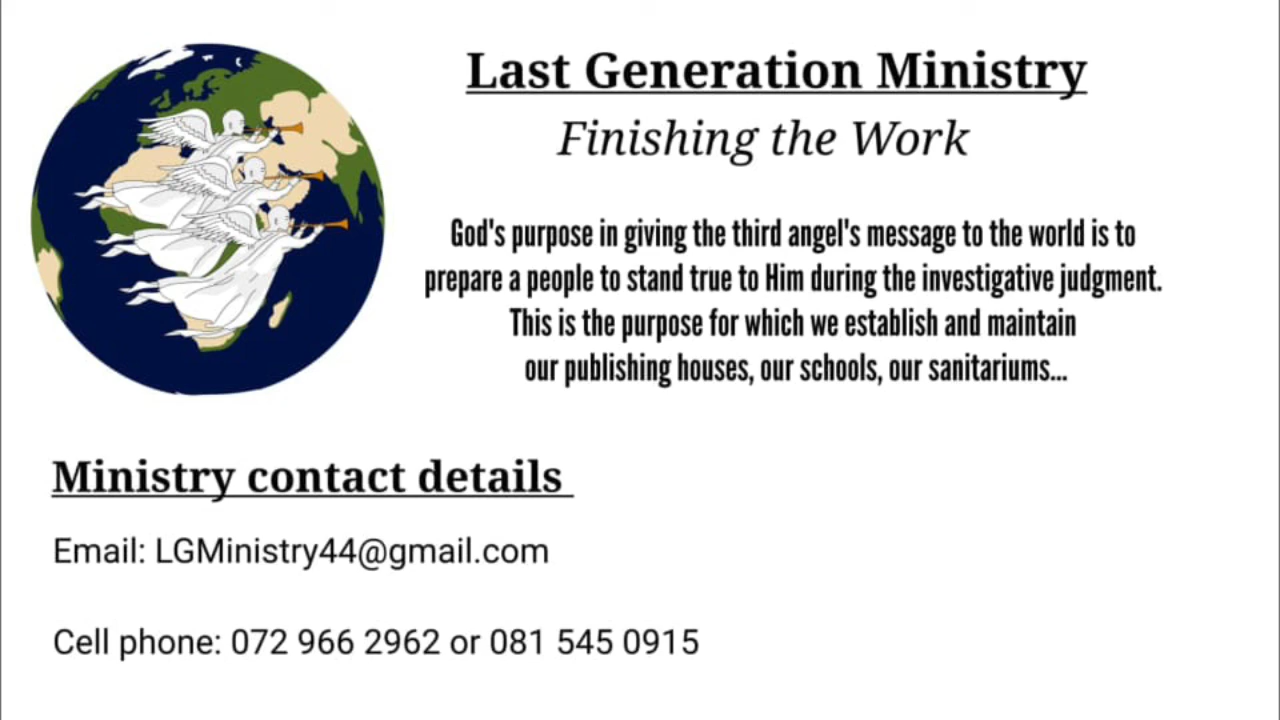 Last Generation Ministry
Finishing the Work
God's purpose in giving the third angel's message to the world is to
prepare a people to stand true to Him during the investigative judgment.
This is the purpose for which we establish and maintain
our publishing houses, our schools, our sanitariums...
Ministry contact details
Email: LGMinistry44@gmail.com
Cell phone: 072 966 2962 or 081 545 0915